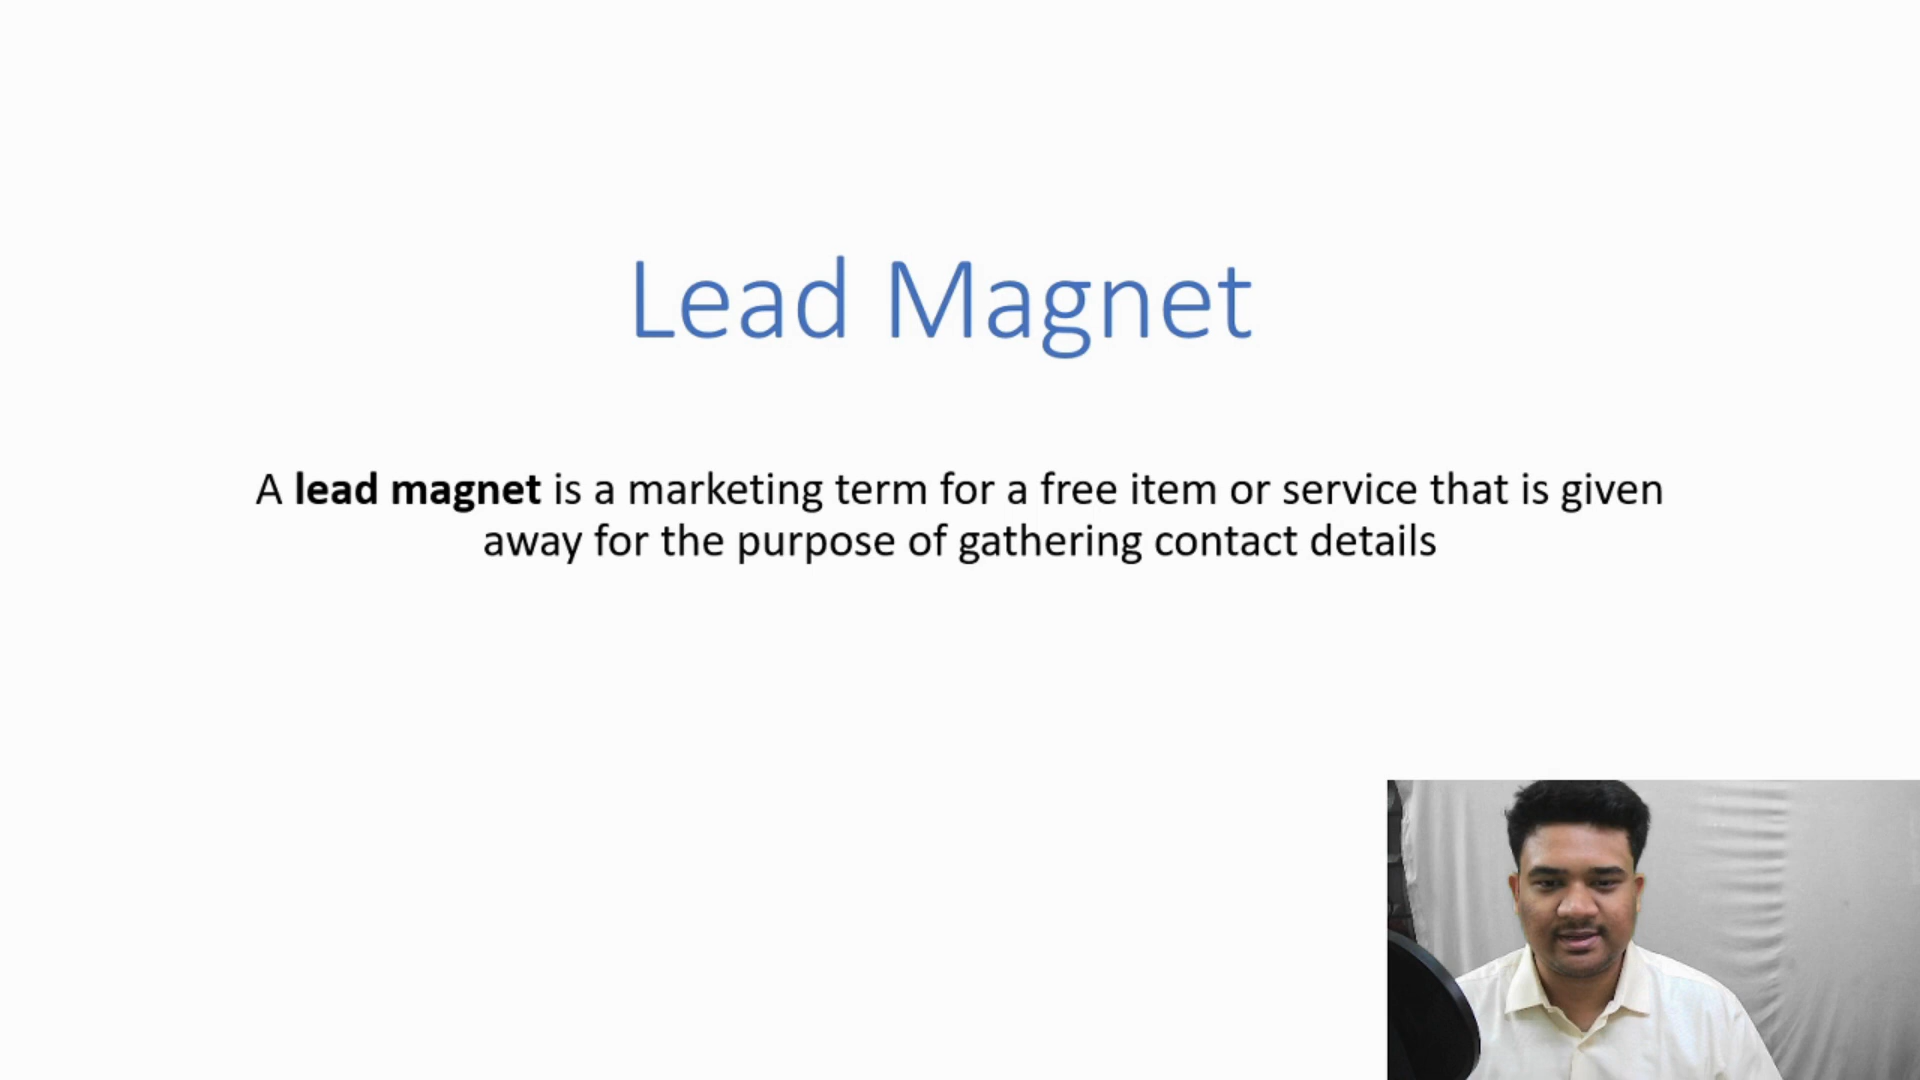 Lead Magnet
A lead magnet is a marketing term for a free item or service that is given
away for the purpose of gathering contact details